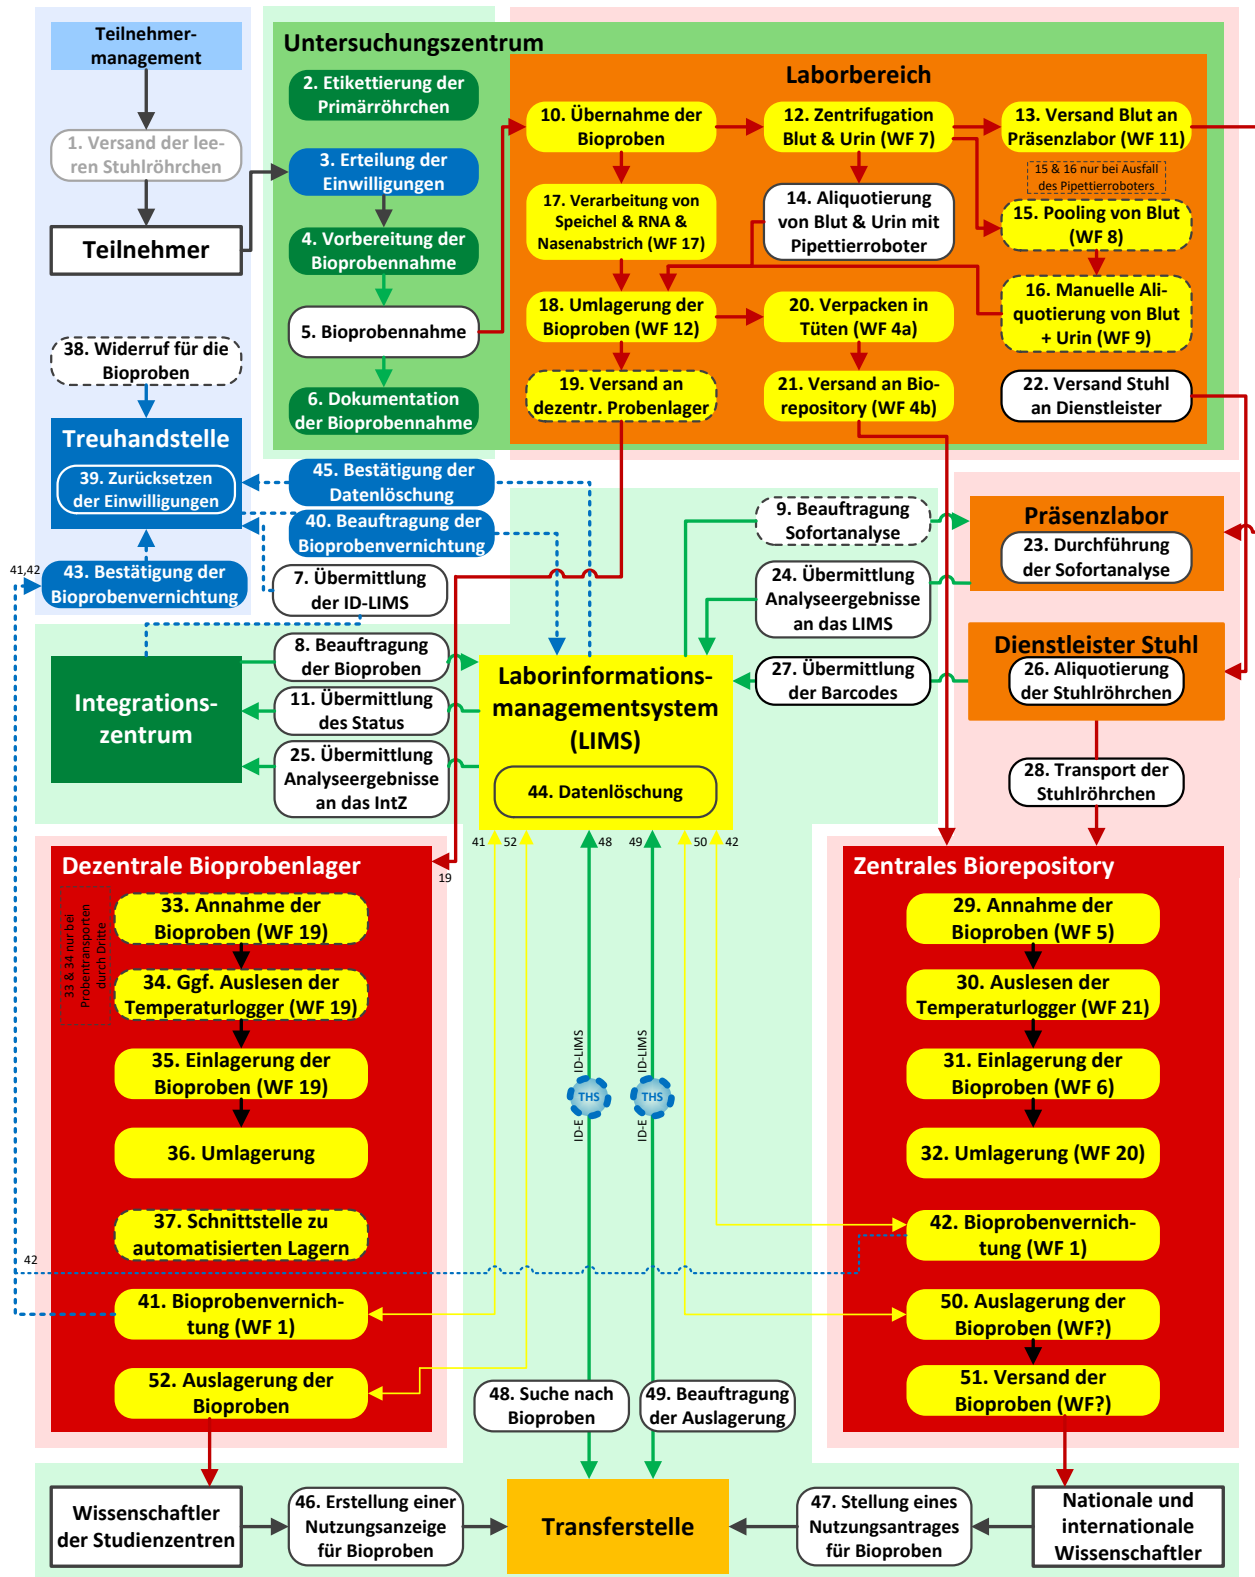 Teilnehmer-
management
1. Versand der lee-
ren Stuhlröhrchen
Teilnehmer
Untersuchungszentrum
2. Etikettierung der
Primärröhrchen
3. Erteilung der
Einwilligungen
4. Vorbereitung der
Bioprobennahme
5. Bioprobennahme
6. Dokumentation
der Bioprobennahme
Laborbereich
10. Übernahme der
Bioproben
12. Zentrifugation
Blut & Urin (WF 7)
13. Versand Blut an
Präsenzlabor (WF 11)
15 & 16 nur bei Ausfall
des Pipettierroboters
17. Verarbeitung von
Speichel & RNA &
Nasenabstrich (WF 17)
14. Aliquotierung
von Blut & Urin mit
Pipettierroboter
15. Pooling von Blut
(WF 8)
18. Umlagerung der
Bioproben (WF 12)
20. Verpacken in
Tüten (WF 4a)
16. Manuelle Ali-
quotierung von Blut
+ Urin (WF 9)
19. Versand an
dezentr. Probenlager
21. Versand an Bio-
repository (WF 4b)
22. Versand Stuhl
an Dienstleister
38. Widerruf für die
Bioproben
Treuhandstelle
39. Zurücksetzen
der Einwilligungen
45. Bestätigung der
Datenlöschung
40. Beauftragung der
Bioprobenvernichtung
41,42
43. Bestätigung der
Bioprobenvernichtung
7. Übermittlung
der ID-LIMS
9. Beauftragung
Sofortanalyse
Präsenzlabor
23. Durchführung
der Sofortanalyse
24. Übermittlung
Analyseergebnisse
an das LIMS
Dienstleister Stuhl
26. Aliquotierung
der Stuhlröhrchen
27. Übermittlung
der Barcodes
28. Transport der
Stuhlröhrchen
8. Beauftragung
der Bioproben
11. Übermittlung
des Status
25. Übermittlung
Analyseergebnisse
an das IntZ
Integrations-
zentrum
Laborinformations-
managementsystem
(LIMS)
44. Datenlöschung
41
52
48
49
50
42
19
Dezentrale Bioprobenlager
33 & 34 nur bei
Probentransporten
durch Dritte
33. Annahme der
Bioproben (WF 19)
34. Ggf. Auslesen der
Temperaturlogger (WF 19)
35. Einlagerung der
Bioproben (WF 19)
36. Umlagerung
37. Schnittstelle zu
automatisierten Lagern
42
41. Bioprobenvernich-
tung (WF 1)
52. Auslagerung der
Bioproben
ID-LIMS
THS
ID-E
ID-LIMS
THS
ID-E
Zentrales Biorepository
29. Annahme der
Bioproben (WF 5)
30. Auslesen der
Temperaturlogger (WF 21)
31. Einlagerung der
Bioproben (WF 6)
32. Umlagerung (WF 20)
42. Bioprobenvernich-
tung (WF 1)
50. Auslagerung der
Bioproben (WF?)
51. Versand der
Bioproben (WF?)
48. Suche nach
Bioproben
49. Beauftragung
der Auslagerung
Wissenschaftler
der Studienzentren
46. Erstellung einer
Nutzungsanzeige
für Bioproben
Transferstelle
47. Stellung eines
Nutzungsantrages
für Bioproben
Nationale und
internationale
Wissenschaftler